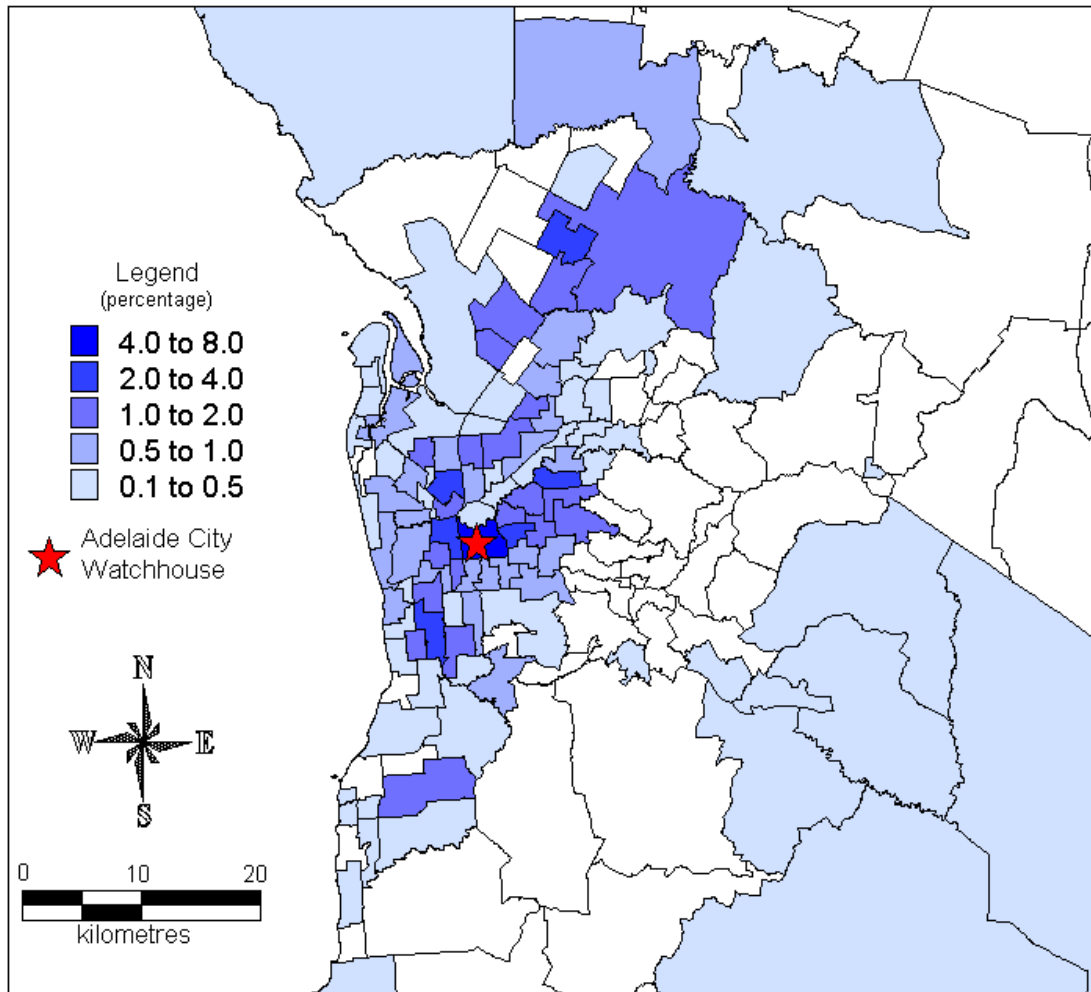 Legend
(percentage)
4.0 to 8.0
2.0 to 4.0
1.0 to 2.0
0.5 to 1.0
0.1 to 0.5
Adelaide City
Watchhouse
N
W
E
S
0
10
20
kilometres